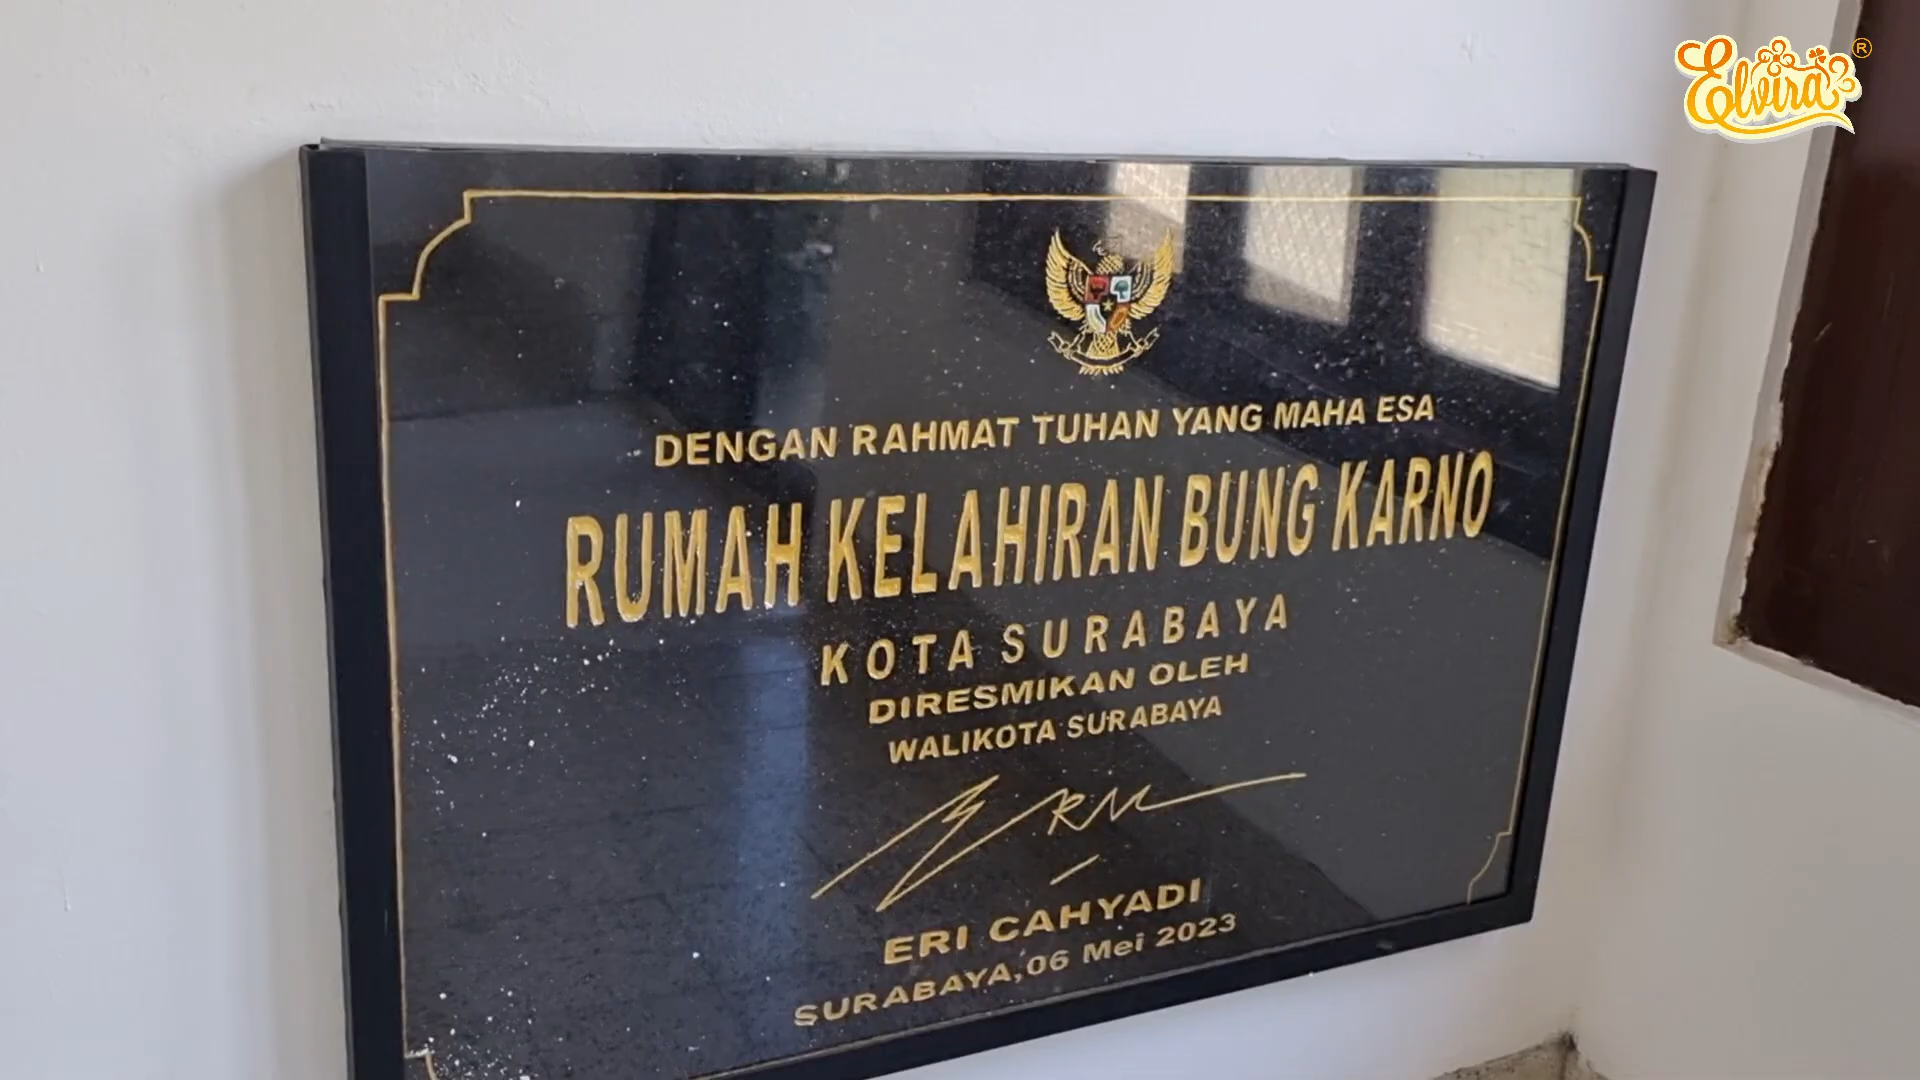 Elvira®
DENGAN RAHMAT TUHAN YANG MAHA ESA
RUMAH KELAHIRAN BUNG KARNO
KOTA SURABAYA
DIRESMIKAN OLEH
WALIKOTA SURABAYA
ERI CAHYADI
SURABAYA,06 Mei 2023